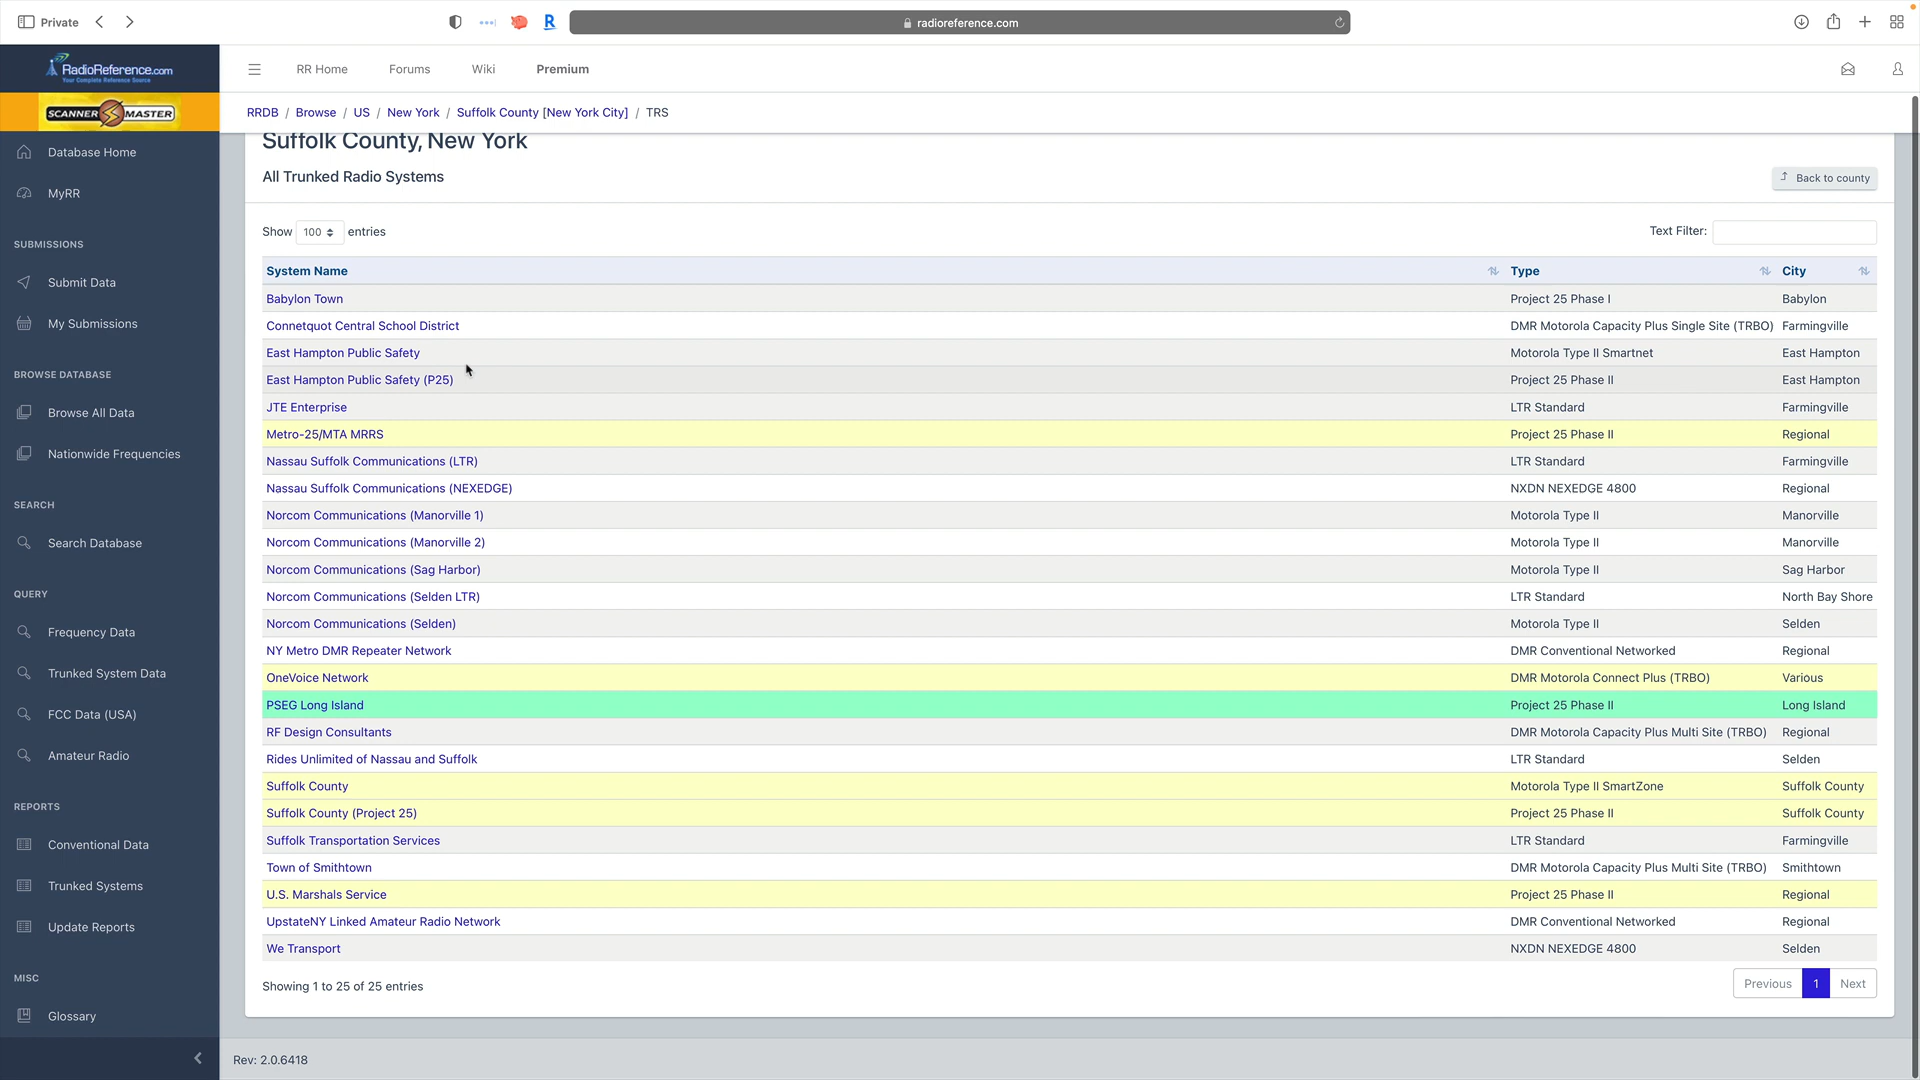 Private
R
radioreference.com
RadioReference.com
Your Complete Reference Source
RR Home Forums Wiki Premium
SCANNER MASTER
RRDB / Browse / US / New York / Suffolk County [New York City] / TRS
Suffolk County, New York
All Trunked Radio Systems
Back to county
Show 100 entries
Text Filter:
System Name Type City
Babylon Town Project 25 Phase I Babylon
Connetquot Central School District DMR Motorola Capacity Plus Single Site (TRBO) Farmingville
East Hampton Public Safety Motorola Type II Smartnet East Hampton
East Hampton Public Safety (P25) Project 25 Phase II East Hampton
JTE Enterprise LTR Standard Farmingville
Metro-25/MTA MRRS Project 25 Phase II Regional
Nassau Suffolk Communications (LTR) LTR Standard Farmingville
Nassau Suffolk Communications (NEXEDGE) NXDN NEXEDGE 4800 Regional
Norcom Communications (Manorville 1) Motorola Type II Manorville
Norcom Communications (Manorville 2) Motorola Type II Manorville
Norcom Communications (Sag Harbor) Motorola Type II Sag Harbor
Norcom Communications (Selden LTR) LTR Standard North Bay Shore
Norcom Communications (Selden) Motorola Type II Selden
NY Metro DMR Repeater Network DMR Conventional Networked Regional
OneVoice Network DMR Motorola Connect Plus (TRBO) Various
PSEG Long Island Project 25 Phase II Long Island
RF Design Consultants DMR Motorola Capacity Plus Multi Site (TRBO) Regional
Rides Unlimited of Nassau and Suffolk LTR Standard Selden
Suffolk County Motorola Type II SmartZone Suffolk County
Suffolk County (Project 25) Project 25 Phase II Suffolk County
Suffolk Transportation Services LTR Standard Farmingville
Town of Smithtown DMR Motorola Capacity Plus Multi Site (TRBO) Smithtown
U.S. Marshals Service Project 25 Phase II Regional
UpstateNY Linked Amateur Radio Network DMR Conventional Networked Regional
We Transport NXDN NEXEDGE 4800 Selden
Showing 1 to 25 of 25 entries
Previous 1 Next
Rev: 2.0.6418
Database Home
MyRR
SUBMISSIONS
Submit Data
My Submissions
BROWSE DATABASE
Browse All Data
Nationwide Frequencies
SEARCH
Search Database
QUERY
Frequency Data
Trunked System Data
FCC Data (USA)
Amateur Radio
REPORTS
Conventional Data
Trunked Systems
Update Reports
MISC
Glossary